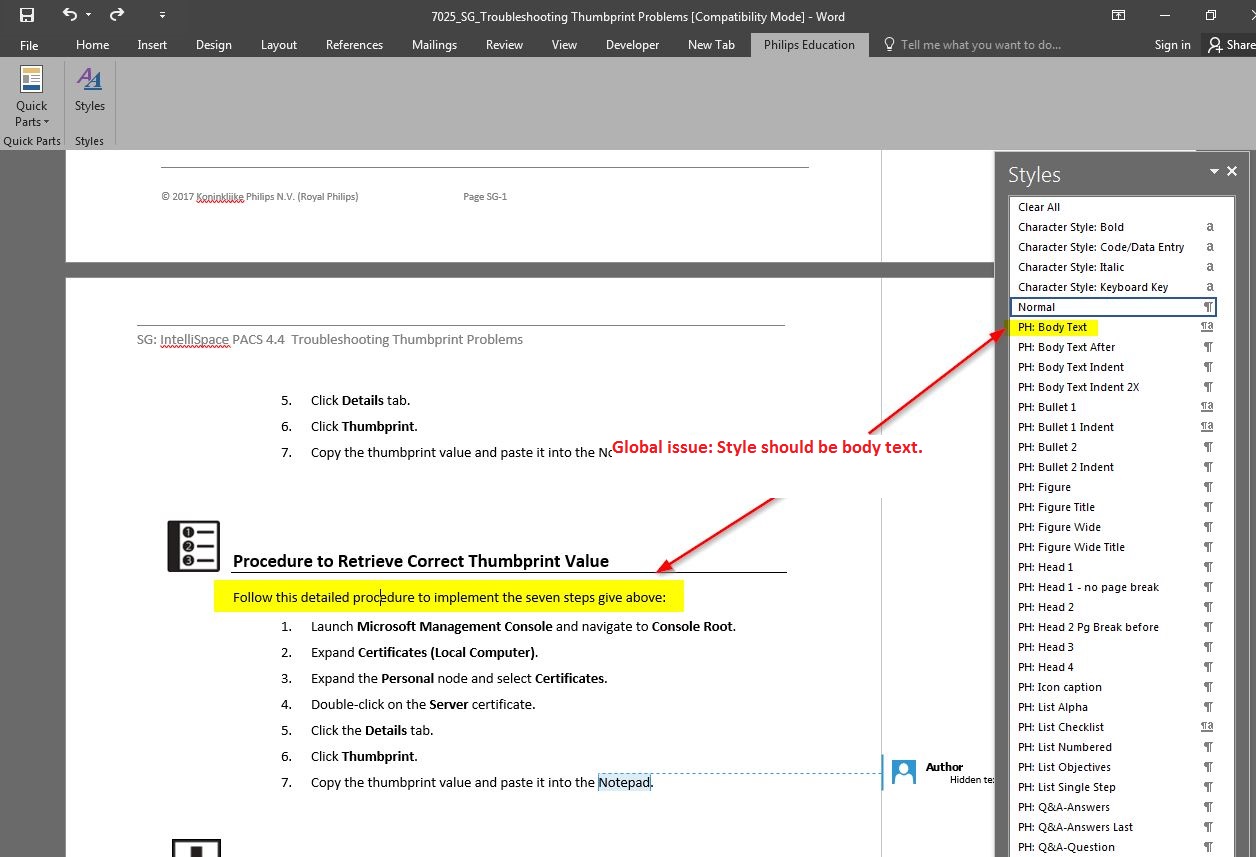 7025_SG_Troubleshooting Thumbprint Problems [Compatibility Mode] - Word
File Home Insert Design Layout References Mailings Review View Developer New Tab Philips Education Tell me what you want to do... Sign in Share
Quick Parts
Styles
Quick Parts Styles
© 2017 Koninklijke Philips N.V. (Royal Philips) Page SG-1
SG: IntelliSpace PACS 4.4 Troubleshooting Thumbprint Problems
5. Click Details tab.
6. Click Thumbprint.
7. Copy the thumbprint value and paste it into the
Global issue: Style should be body text.
1
2
3
Procedure to Retrieve Correct Thumbprint Value
Follow this detailed procedure to implement the seven steps give above:
1. Launch Microsoft Management Console and navigate to Console Root.
2. Expand Certificates (Local Computer).
3. Expand the Personal node and select Certificates.
4. Double-click on the Server certificate.
5. Click the Details tab.
6. Click Thumbprint.
7. Copy the thumbprint value and paste it into the Notepad.
Author
Hidden
Styles
Clear All
Character Style: Bold a
Character Style: Code/Data Entry a
Character Style: Italic a
Character Style: Keyboard Key a
Normal ¶
PH: Body Text ¶a
PH: Body Text After ¶
PH: Body Text Indent ¶
PH: Body Text Indent 2X ¶
PH: Bullet 1 ¶a
PH: Bullet 1 Indent ¶a
PH: Bullet 2 ¶
PH: Bullet 2 Indent ¶
PH: Figure ¶
PH: Figure Title ¶
PH: Figure Wide ¶
PH: Figure Wide Title ¶
PH: Head 1 ¶
PH: Head 1 - no page break ¶
PH: Head 2 ¶
PH: Head 2 Pg Break before ¶
PH: Head 3 ¶
PH: Head 4 ¶
PH: Icon caption ¶
PH: List Alpha ¶
PH: List Checklist ¶a
PH: List Numbered ¶
PH: List Objectives ¶
PH: List Single Step ¶
PH: Q&A-Answers ¶
PH: Q&A-Answers Last ¶
PH: Q&A-Question ¶